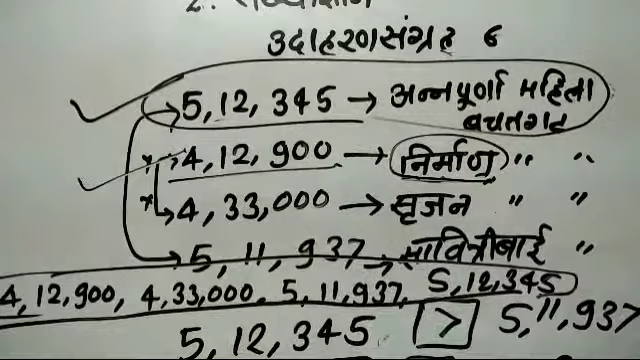 2.
उदाहरणसंग्रह ६
5,12,345 → अन्नपूर्णा महिला
बचतगट
4,12,900 → निर्माण " "
4,33,000 → सृजन " "
5,11,937 → सावित्रीबाई "
4,12,900, 4,33,000, 5,11,937, 5,12,345
5,12,345 > 5,11,937